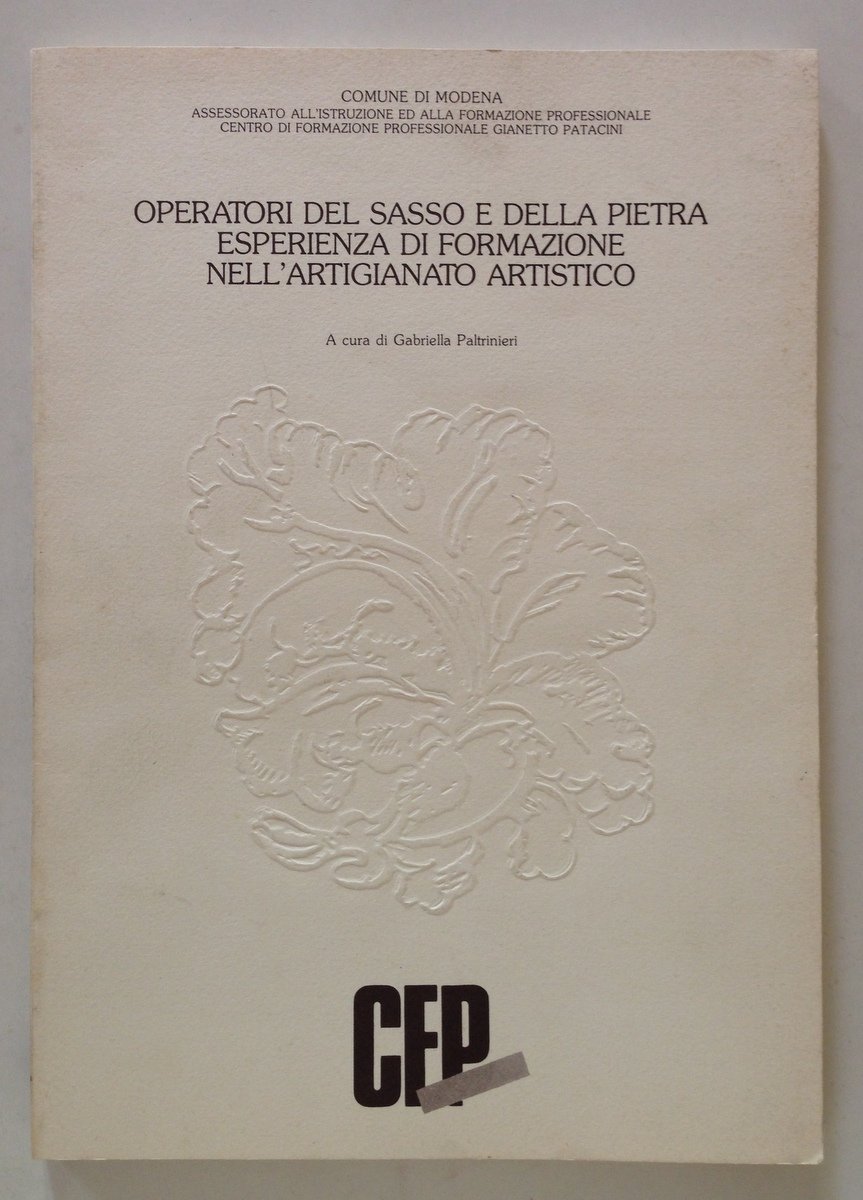 COMUNE DI MODENA
ASSESSORATO ALL'ISTRUZIONE ED ALLA FORMAZIONE PROFESSIONALE
CENTRO DI FORMAZIONE PROFESSIONALE GIANETTO PATACINI
OPERATORI DEL SASSO E DELLA PIETRA
ESPERIENZA DI FORMAZIONE
NELL'ARTIGIANATO ARTISTICO
A cura di Gabriella Paltrinieri
CFP